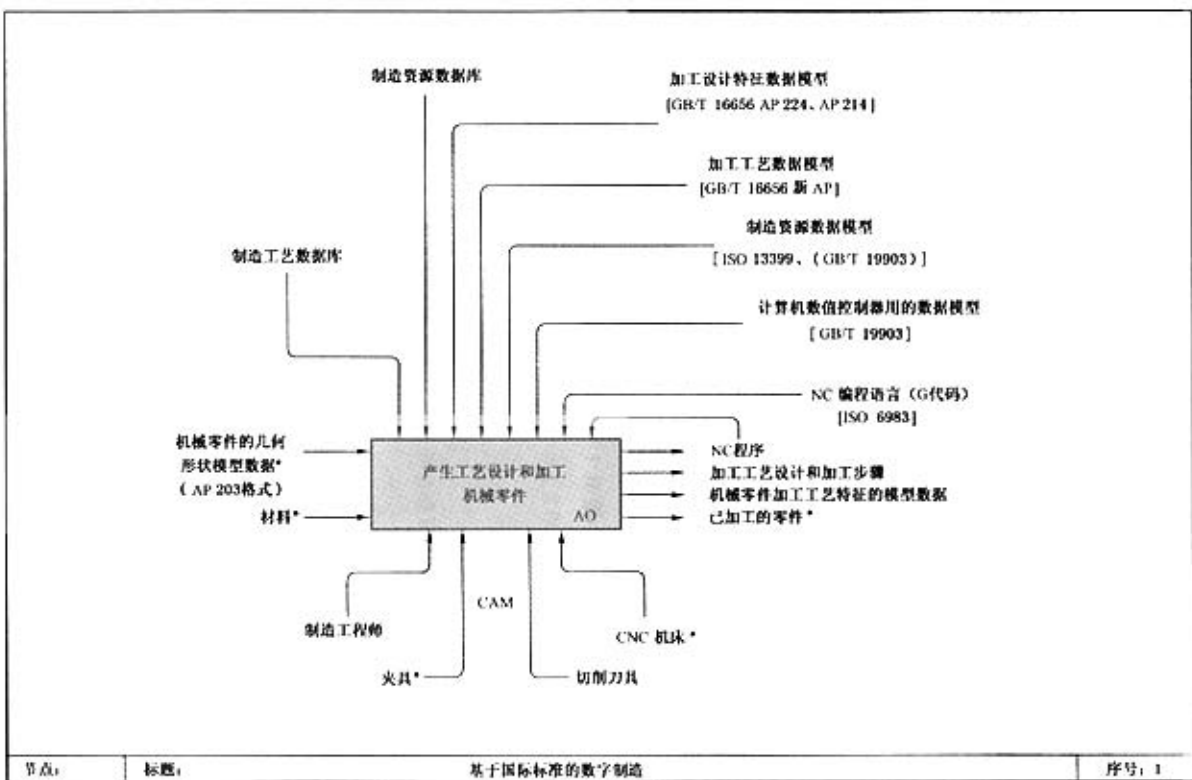 制造资源数据库
加工设计特征数据模型
[GB/T 16656 AP 224、AP 214]
加工工艺数据模型
[GB/T 16656 新 AP]
制造资源数据模型
[ISO 13399、(GB/T 19903)]
制造工艺数据库
计算机数值控制器用的数据模型
[GB/T 19903]
NC 编程语言(G代码)
[ISO 6983]
机械零件的几何
形状模型数据*
(AP 203格式)
材料*
产生工艺设计和加工
机械零件
AO
NC程序
加工工艺设计和加工步骤
机械零件加工工艺特征的模型数据
已加工的零件*
制造工程师
CAM
CNC 机床*
夹具*
切削刀具
节点:
标题:
基于国际标准的数字制造
序号:1